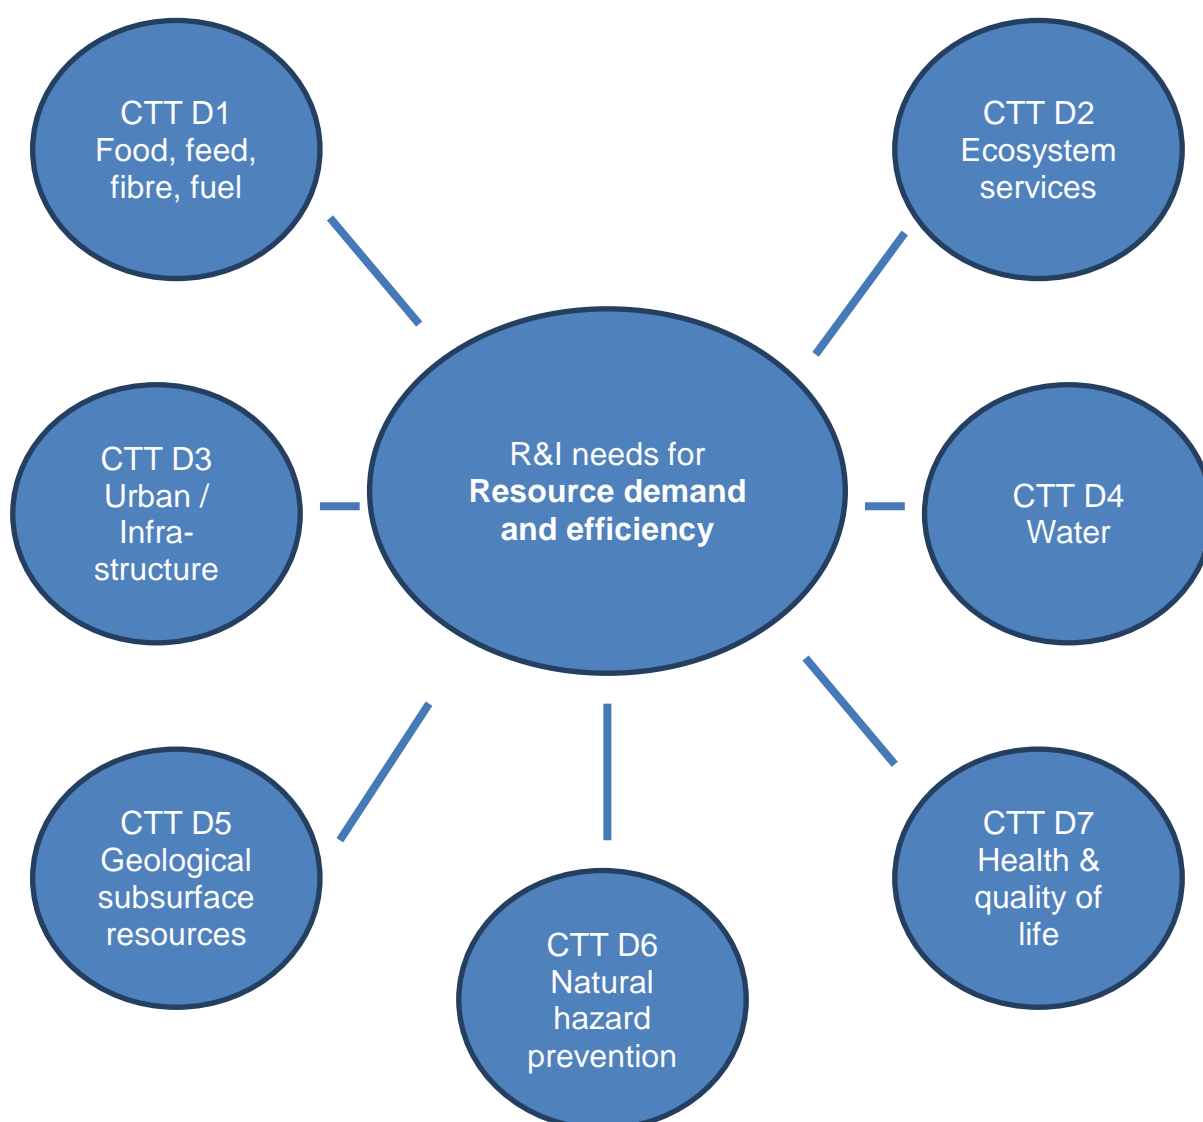 CTT D1
Food, feed,
fibre, fuel
CTT D2
Ecosystem
services
R&I needs for
Resource demand
and efficiency
CTT D3
Urban /
Infra-
structure
CTT D4
Water
CTT D5
Geological
subsurface
resources
CTT D6
Natural
hazard
prevention
CTT D7
Health &
quality of
life